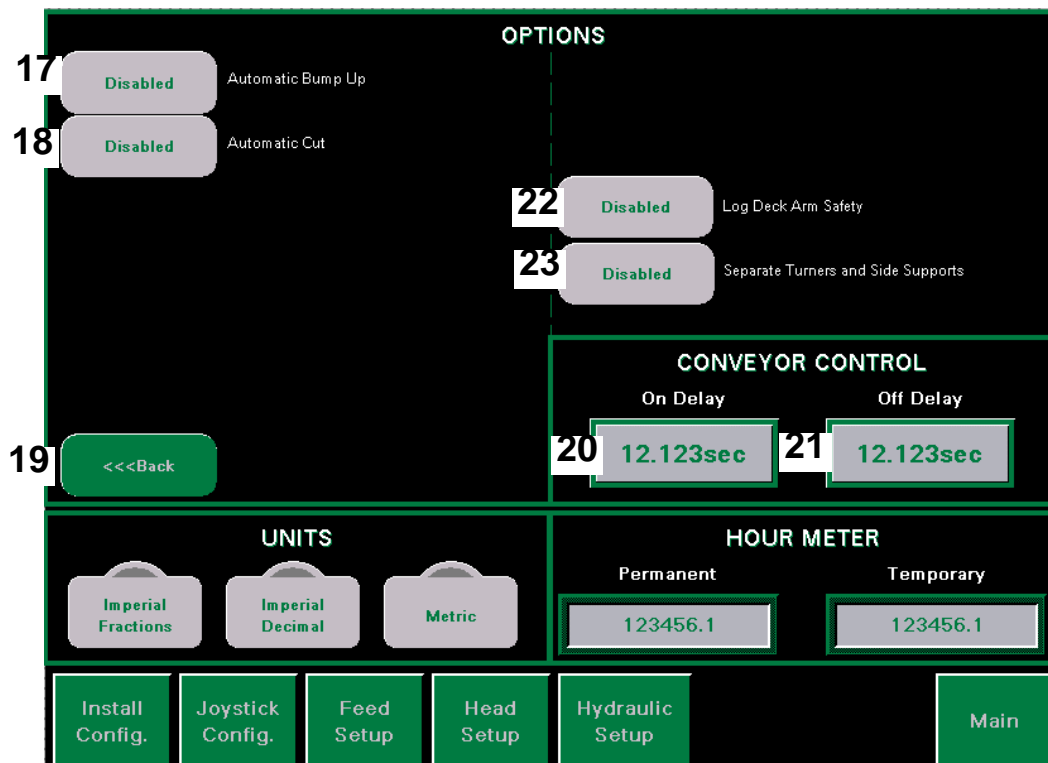 OPTIONS
17 Disabled Automatic Bump Up
18 Disabled Automatic Cut
22 Disabled Log Deck Arm Safety
23 Disabled Separate Turners and Side Supports
CONVEYOR CONTROL
On Delay Off Delay
19 <<<Back
20 12.123sec 21 12.123sec
UNITS
Imperial Fractions
Imperial Decimal
Metric
HOUR METER
Permanent Temporary
123456.1 123456.1
Install Config.
Joystick Config.
Feed Setup
Head Setup
Hydraulic Setup
Main